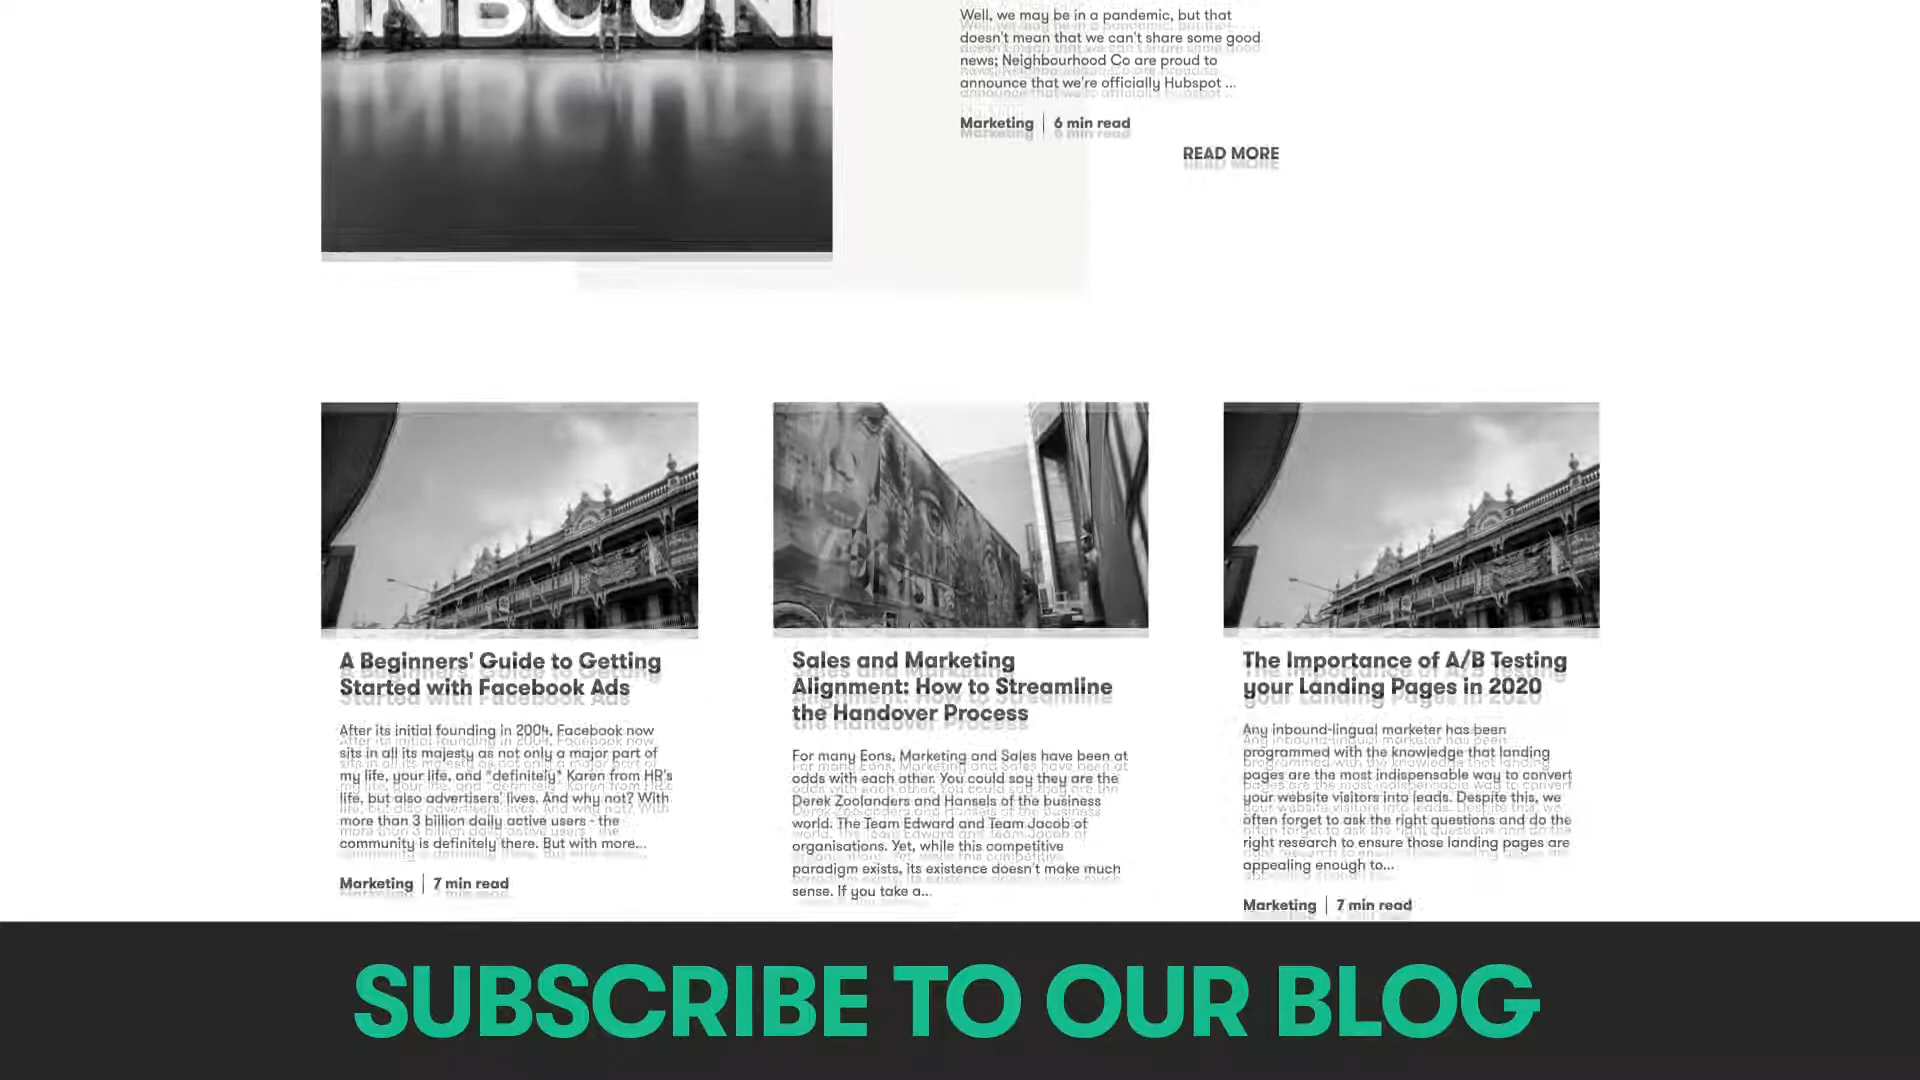 INBOUN
Well, we may be in a pandemic, but that
doesn't mean that we can't share some good
news; Neighbourhood Co are proud to
announce that we're officially Hubspot ...
Marketing | 6 min read
READ MORE
A Beginners' Guide to Getting
Started with Facebook Ads
After its initial founding in 2004, Facebook now
sits in all its majesty as not only a major part of
my life, your life, and *definitely* Karen from HR's
life, but also advertisers' lives. And why not? With
more than 3 billion daily active users - the
community is definitely there. But with more...
Marketing | 7 min read
Sales and Marketing
Alignment: How to Streamline
the Handover Process
For many Eons, Marketing and Sales have been at
odds with each other. You could say they are the
Derek Zoolanders and Hansels of the business
world. The Team Edward and Team Jacob of
organisations. Yet, while this competitive
paradigm exists, its existence doesn't make much
sense. If you take a...
The Importance of A/B Testing
your Landing Pages in 2020
Any inbound-lingual marketer has been
programmed with the knowledge that landing
pages are the most indispensable way to convert
your website visitors into leads. Despite this, we
often forget to ask the right questions and do the
right research to ensure those landing pages are
appealing enough to...
Marketing | 7 min read
SUBSCRIBE TO OUR BLOG